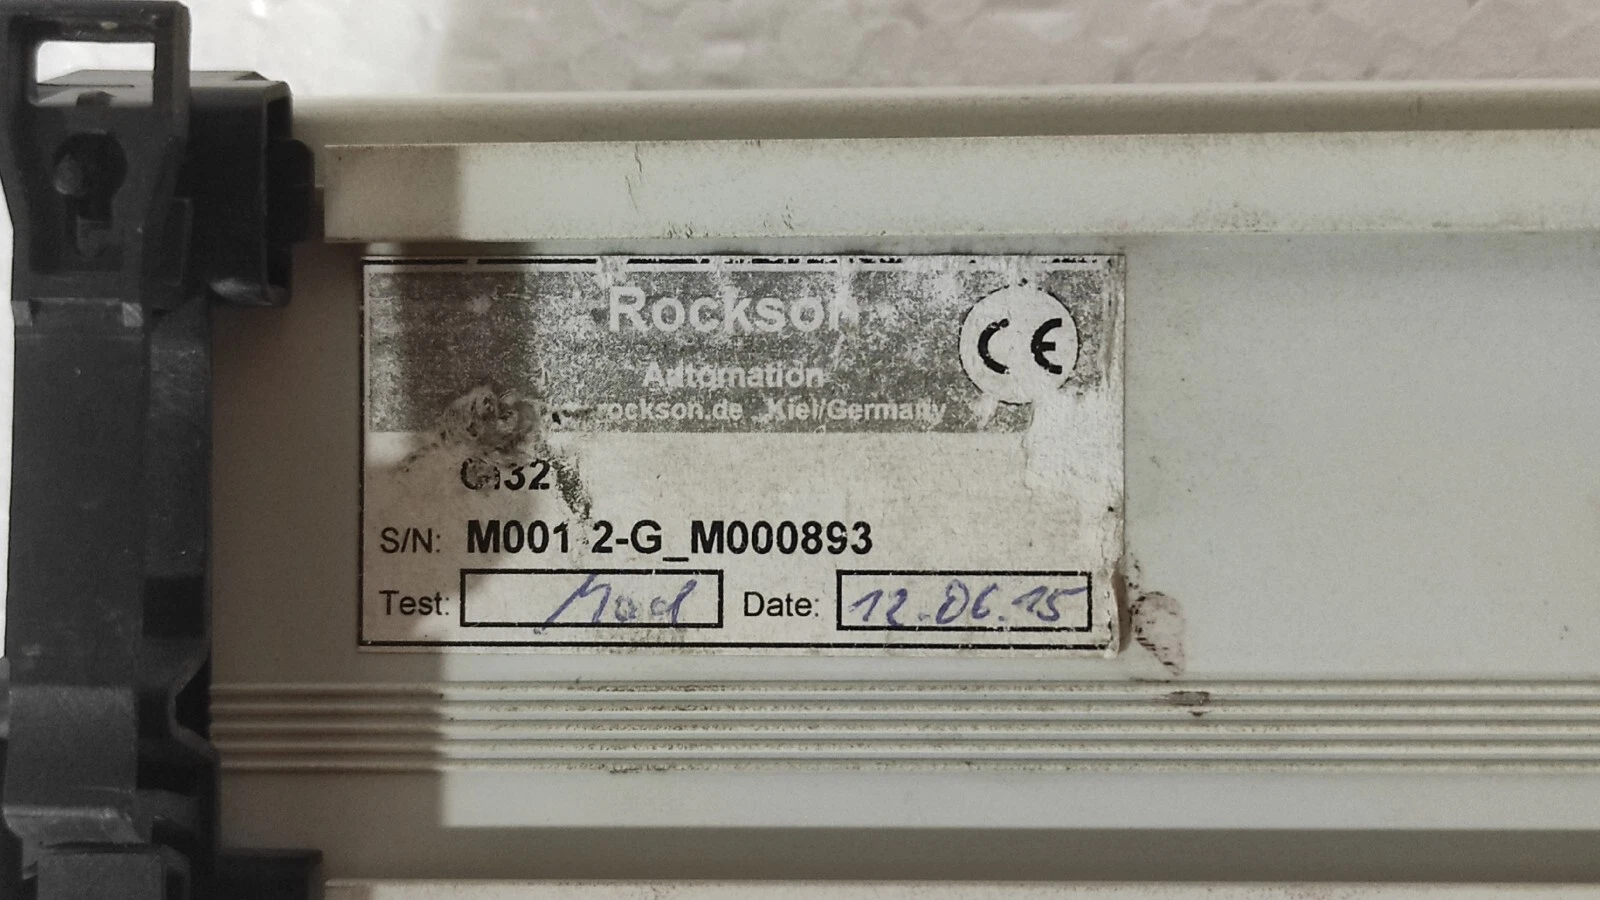 Rockson
Automation
rockson.de Kiel/Germany
CE
S/N: M001 2-G_M000893
Test:
Date: 12.06.15